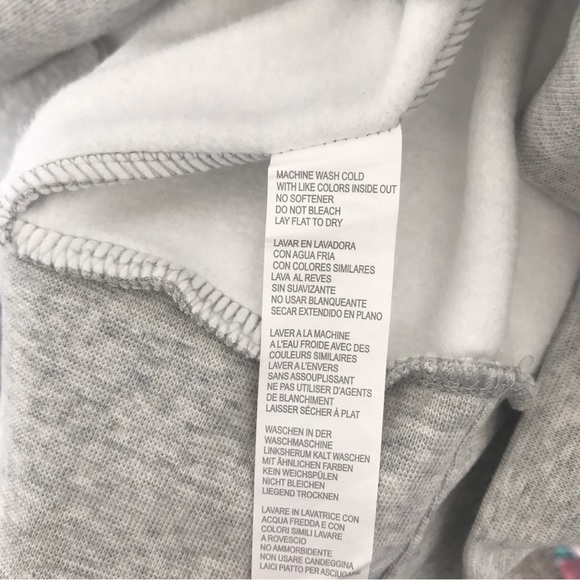 MACHINE WASH COLD
WITH LIKE COLORS INSIDE OUT
NO SOFTENER
DO NOT BLEACH
LAY FLAT TO DRY
LAVAR EN LAVADORA
CON AGUA FRIA
CON COLORES SIMILARES
LAVA AL REVES
SIN SUAVIZANTE
NO USAR BLANQUEANTE
SECAR EXTENDIDO EN PLANO
LAVER A LA MACHINE
A L'EAU FROIDE AVEC DES
COULEURS SIMILAIRES
LAVER A L'ENVERS
SANS ASSOUPLISSANT
NE PAS UTILISER D'AGENTS
DE BLANCHIMENT
LAISSER SÉCHER À PLAT
WASCHEN IN DER
WASCHMASCHINE
LINKSHERUM KALT WASCHEN
MIT ÄHNLICHEN FARBEN
KEIN WEICHSPÜLEN
NICHT BLEICHEN
LIEGEND TROCKNEN
LAVARE IN LAVATRICE CON
ACQUA FREDDA E CON
COLORI SIMILI LAVARE
A ROVESCIO
NO AMMORBIDENTE
NON USARE CANDEGGINA
LAICI PIATTO PER ASCIUGARE